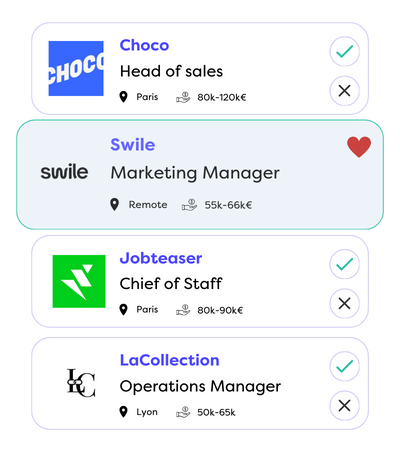 CHOCO
Choco
Head of sales
Paris 80k-120k€
swile
Swile
Marketing Manager
Remote 55k-66k€
Jobteaser
Chief of Staff
Paris 80k-90k€
LC
LaCollection
Operations Manager
Lyon 50k-65k